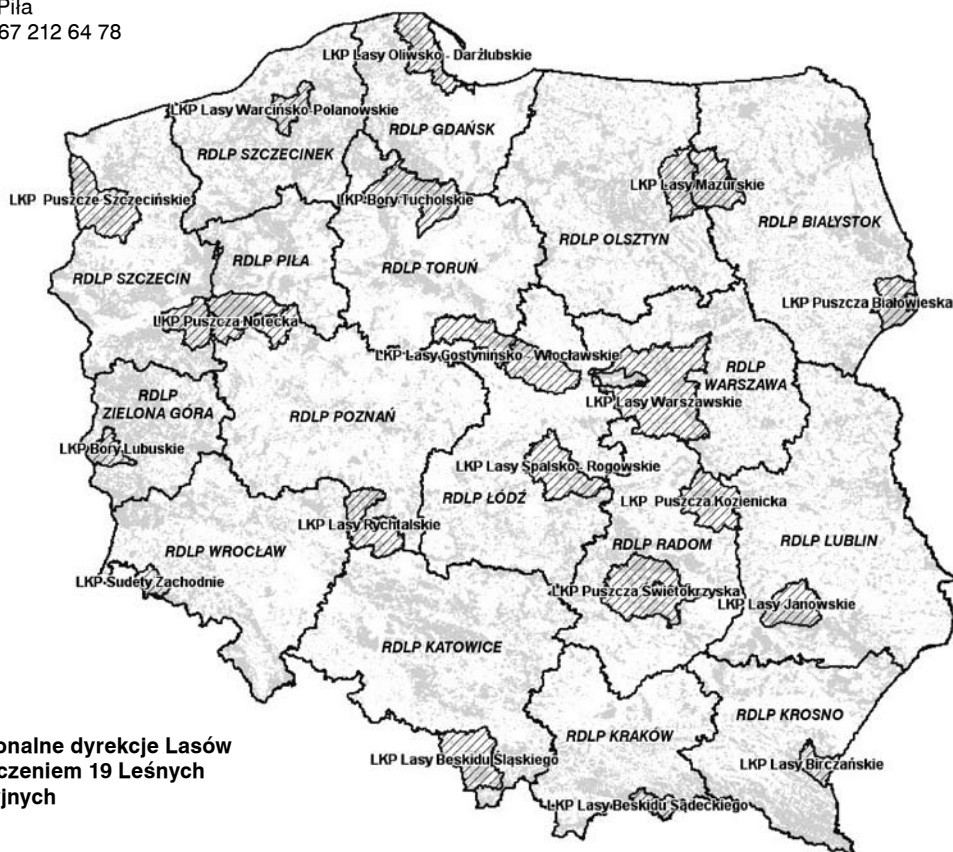 Piła
67 212 64 78
LKP Lasy Oliwsko - Darżlubskie
LKP Lasy Warcińsko-Polanowskie
RDLP GDAŃSK
RDLP SZCZECINEK
LKP Puszcze Szczecińskie
LKP Bory Tucholskie
LKP Lasy Mazurskie
RDLP BIAŁYSTOK
RDLP OLSZTYN
RDLP PIŁA
RDLP TORUŃ
RDLP SZCZECIN
LKP Puszcza Białowieska
LKP Puszcza Notecka
LKP Lasy Gostynińsko - Włocławskie
RDLP
WARSZAWA
RDLP
ZIELONA GÓRA
LKP Lasy Warszawskie
RDLP POZNAŃ
LKP Bory Lubuskie
LKP Lasy Spalsko - Rogowskie
RDLP ŁÓDŹ
LKP Puszcza Kozienicka
LKP Lasy Rychtalskie
RDLP WROCŁAW
RDLP RADOM
RDLP LUBLIN
LKP Sudety Zachodnie
LKP Puszcza Świętokrzyska
LKP Lasy Janowskie
RDLP KATOWICE
RDLP KROSNO
RDLP KRAKÓW
onalne dyrekcje Lasów
czeniem 19 Leśnych
jnych
LKP Lasy Beskidu Śląskiego
LKP Lasy Birczańskie
LKP Lasy Beskidu Sądeckiego